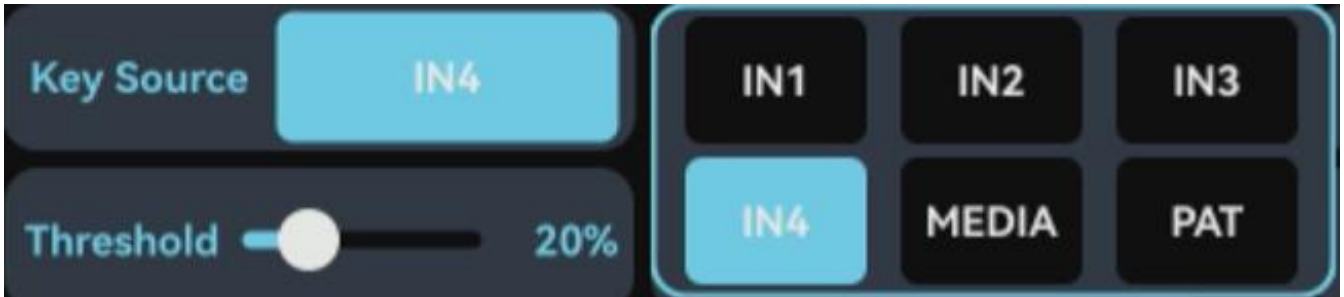 Key Source IN4
Threshold 20%
IN1 IN2 IN3
IN4 MEDIA PAT